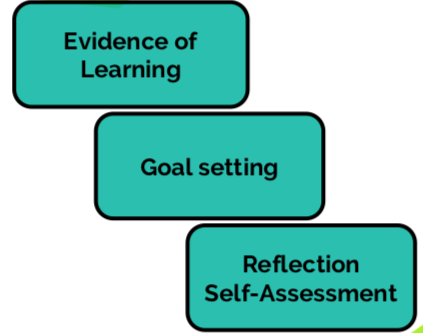 Evidence of
Learning
Goal setting
Reflection
Self-Assessment